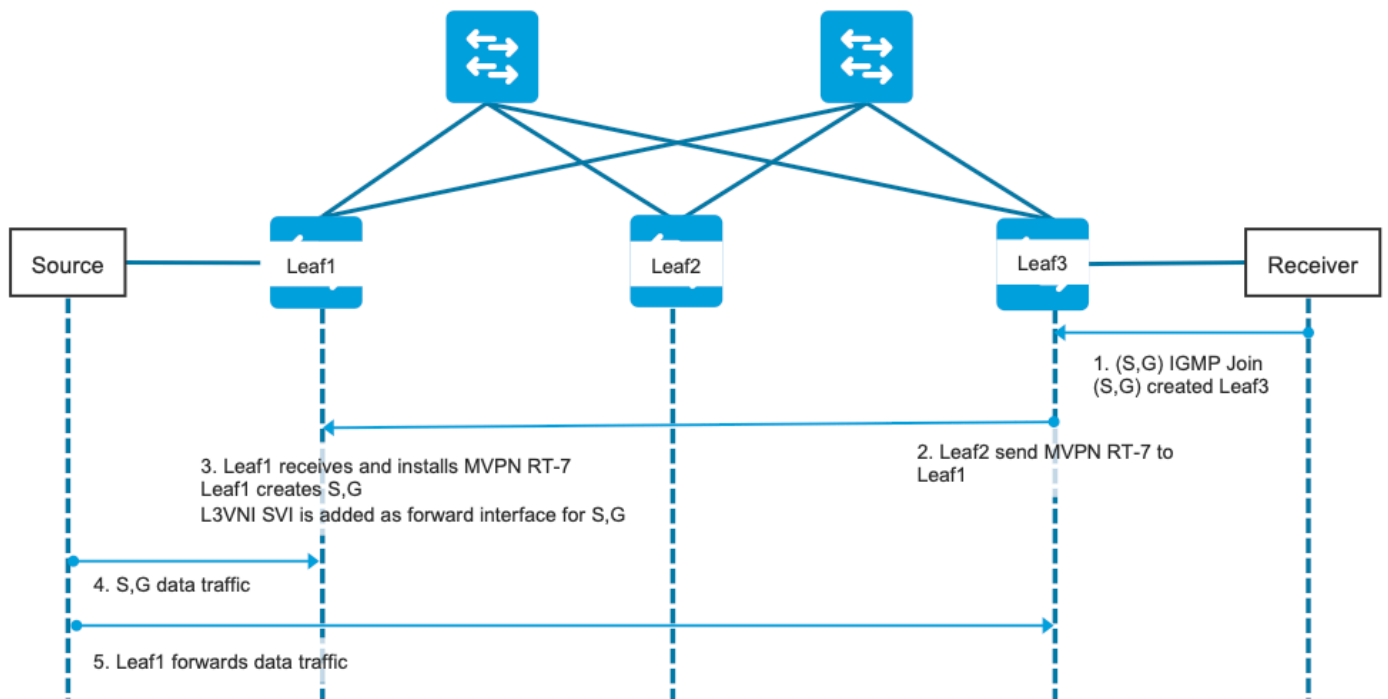 Source
Leaf1
Leaf2
Leaf3
Receiver
1. (S,G) IGMP Join
(S,G) created Leaf3
2. Leaf2 send MVPN RT-7 to
Leaf1
3. Leaf1 receives and installs MVPN RT-7
Leaf1 creates S,G
L3VNI SVI is added as forward interface for S,G
4. S,G data traffic
5. Leaf1 forwards data traffic